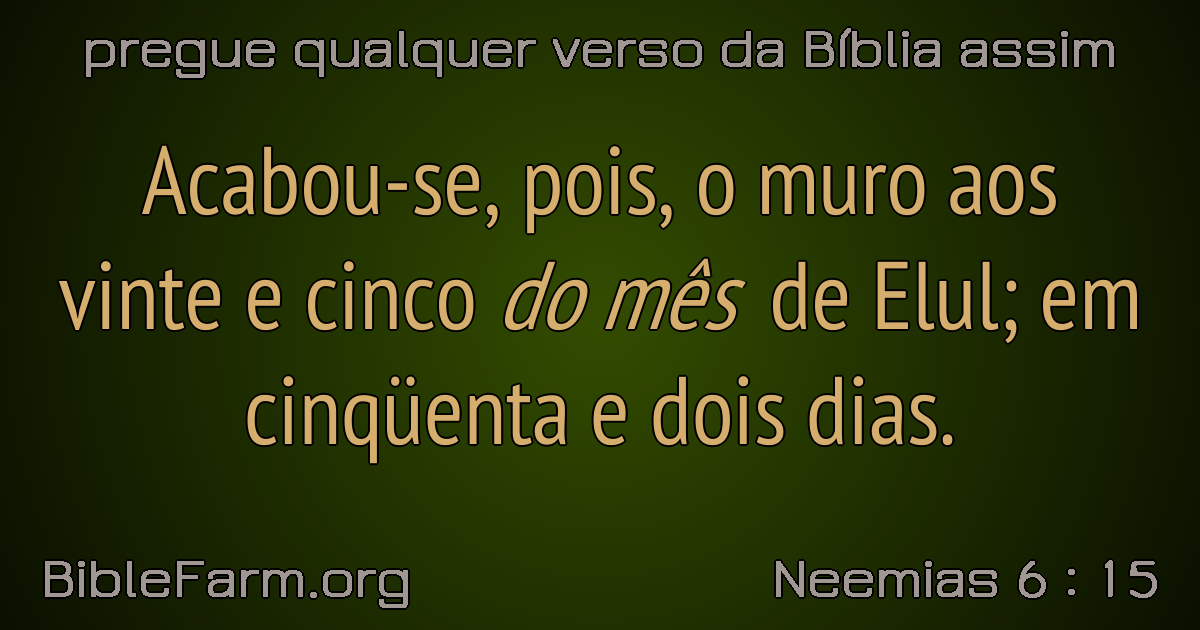 pregue qualquer verso da Bíblia assim
Acabou-se, pois, o muro aos
vinte e cinco do mês de Elul; em
cinqüenta e dois dias.
BibleFarm.org
Neemias 6 : 15